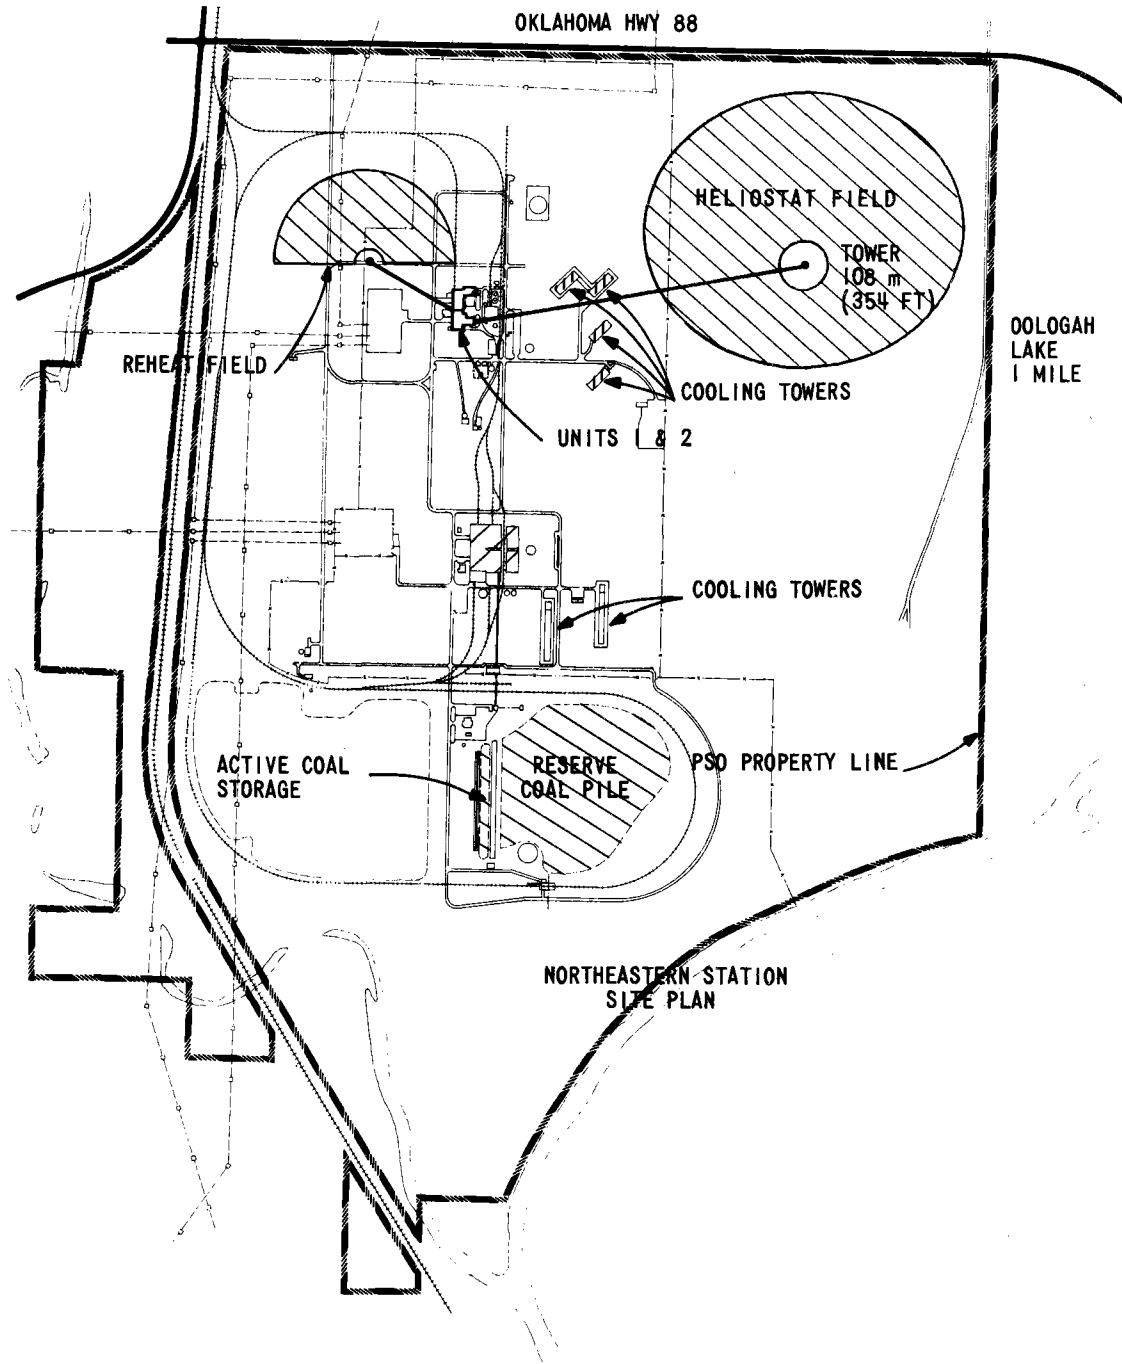 OKLAHOMA HWY 88
HELIOSTAT FIELD
TOWER
108 m
(354 FT)
OOLOGAH
LAKE
1 MILE
REHEAT FIELD
COOLING TOWERS
UNITS 1 & 2
COOLING TOWERS
ACTIVE COAL
STORAGE
RESERVE
COAL PILE
PSO PROPERTY LINE
NORTHEASTERN STATION
SITE PLAN